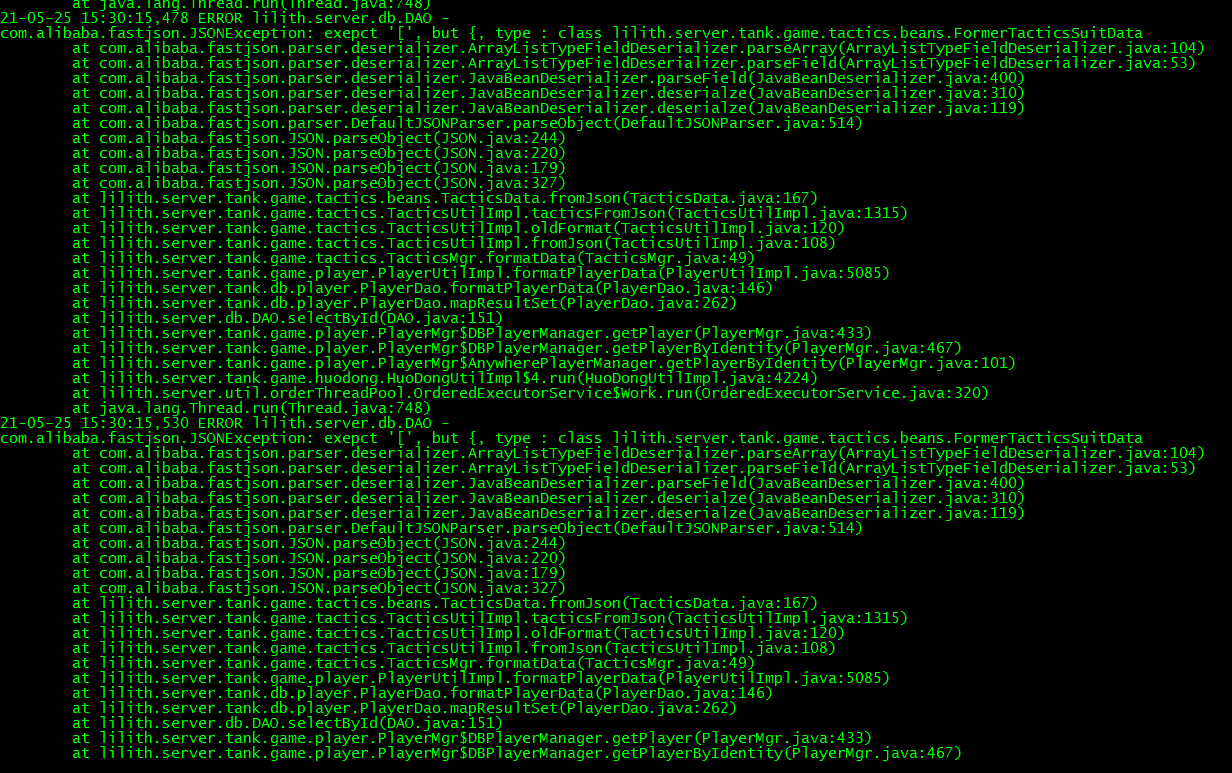 at java.lang.Thread.run(Thread.java:748)
21-05-25 15:30:15,478 ERROR lilith.server.db.DAO -
com.alibaba.fastjson.JSONException: exepct '[', but {, type : class lilith.server.tank.game.tactics.beans.FormerTacticsSuitData
at com.alibaba.fastjson.parser.deserializer.ArrayListTypeFieldDeserializer.parseArray(ArrayListTypeFieldDeserializer.java:104)
at com.alibaba.fastjson.parser.deserializer.ArrayListTypeFieldDeserializer.parseField(ArrayListTypeFieldDeserializer.java:53)
at com.alibaba.fastjson.parser.deserializer.JavaBeanDeserializer.parseField(JavaBeanDeserializer.java:400)
at com.alibaba.fastjson.parser.deserializer.JavaBeanDeserializer.deserialze(JavaBeanDeserializer.java:310)
at com.alibaba.fastjson.parser.deserializer.JavaBeanDeserializer.deserialze(JavaBeanDeserializer.java:119)
at com.alibaba.fastjson.parser.DefaultJSONParser.parseObject(DefaultJSONParser.java:514)
at com.alibaba.fastjson.JSON.parseObject(JSON.java:244)
at com.alibaba.fastjson.JSON.parseObject(JSON.java:220)
at com.alibaba.fastjson.JSON.parseObject(JSON.java:179)
at com.alibaba.fastjson.JSON.parseObject(JSON.java:327)
at lilith.server.tank.game.tactics.beans.TacticsData.fromJson(TacticsData.java:167)
at lilith.server.tank.game.tactics.TacticsUtilImpl.tacticsFromJson(TacticsUtilImpl.java:1315)
at lilith.server.tank.game.tactics.TacticsUtilImpl.oldFormat(TacticsUtilImpl.java:120)
at lilith.server.tank.game.tactics.TacticsUtilImpl.fromJson(TacticsUtilImpl.java:108)
at lilith.server.tank.game.tactics.TacticsMgr.formatData(TacticsMgr.java:49)
at lilith.server.tank.game.player.PlayerUtilImpl.formatPlayerData(PlayerUtilImpl.java:5085)
at lilith.server.tank.db.player.PlayerDao.formatPlayerData(PlayerDao.java:146)
at lilith.server.tank.db.player.PlayerDao.mapResultSet(PlayerDao.java:262)
at lilith.server.db.DAO.selectById(DAO.java:151)
at lilith.server.tank.game.player.PlayerMgr$DBPlayerManager.getPlayer(PlayerMgr.java:433)
at lilith.server.tank.game.player.PlayerMgr$DBPlayerManager.getPlayerByIdentity(PlayerMgr.java:467)
at lilith.server.tank.game.player.PlayerMgr$AnywherePlayerManager.getPlayerByIdentity(PlayerMgr.java:101)
at lilith.server.tank.game.huodong.HuoDongUtilImpl$4.run(HuoDongUtilImpl.java:4224)
at lilith.server.util.orderThreadPool.OrderedExecutorService$Work.run(OrderedExecutorService.java:320)
at java.lang.Thread.run(Thread.java:748)
21-05-25 15:30:15,530 ERROR lilith.server.db.DAO -
com.alibaba.fastjson.JSONException: exepct '[', but {, type : class lilith.server.tank.game.tactics.beans.FormerTacticsSuitData
at com.alibaba.fastjson.parser.deserializer.ArrayListTypeFieldDeserializer.parseArray(ArrayListTypeFieldDeserializer.java:104)
at com.alibaba.fastjson.parser.deserializer.ArrayListTypeFieldDeserializer.parseField(ArrayListTypeFieldDeserializer.java:53)
at com.alibaba.fastjson.parser.deserializer.JavaBeanDeserializer.parseField(JavaBeanDeserializer.java:400)
at com.alibaba.fastjson.parser.deserializer.JavaBeanDeserializer.deserialze(JavaBeanDeserializer.java:310)
at com.alibaba.fastjson.parser.deserializer.JavaBeanDeserializer.deserialze(JavaBeanDeserializer.java:119)
at com.alibaba.fastjson.parser.DefaultJSONParser.parseObject(DefaultJSONParser.java:514)
at com.alibaba.fastjson.JSON.parseObject(JSON.java:244)
at com.alibaba.fastjson.JSON.parseObject(JSON.java:220)
at com.alibaba.fastjson.JSON.parseObject(JSON.java:179)
at com.alibaba.fastjson.JSON.parseObject(JSON.java:327)
at lilith.server.tank.game.tactics.beans.TacticsData.fromJson(TacticsData.java:167)
at lilith.server.tank.game.tactics.TacticsUtilImpl.tacticsFromJson(TacticsUtilImpl.java:1315)
at lilith.server.tank.game.tactics.TacticsUtilImpl.oldFormat(TacticsUtilImpl.java:120)
at lilith.server.tank.game.tactics.TacticsUtilImpl.fromJson(TacticsUtilImpl.java:108)
at lilith.server.tank.game.tactics.TacticsMgr.formatData(TacticsMgr.java:49)
at lilith.server.tank.game.player.PlayerUtilImpl.formatPlayerData(PlayerUtilImpl.java:5085)
at lilith.server.tank.db.player.PlayerDao.formatPlayerData(PlayerDao.java:146)
at lilith.server.tank.db.player.PlayerDao.mapResultSet(PlayerDao.java:262)
at lilith.server.db.DAO.selectById(DAO.java:151)
at lilith.server.tank.game.player.PlayerMgr$DBPlayerManager.getPlayer(PlayerMgr.java:433)
at lilith.server.tank.game.player.PlayerMgr$DBPlayerManager.getPlayerByIdentity(PlayerMgr.java:467)